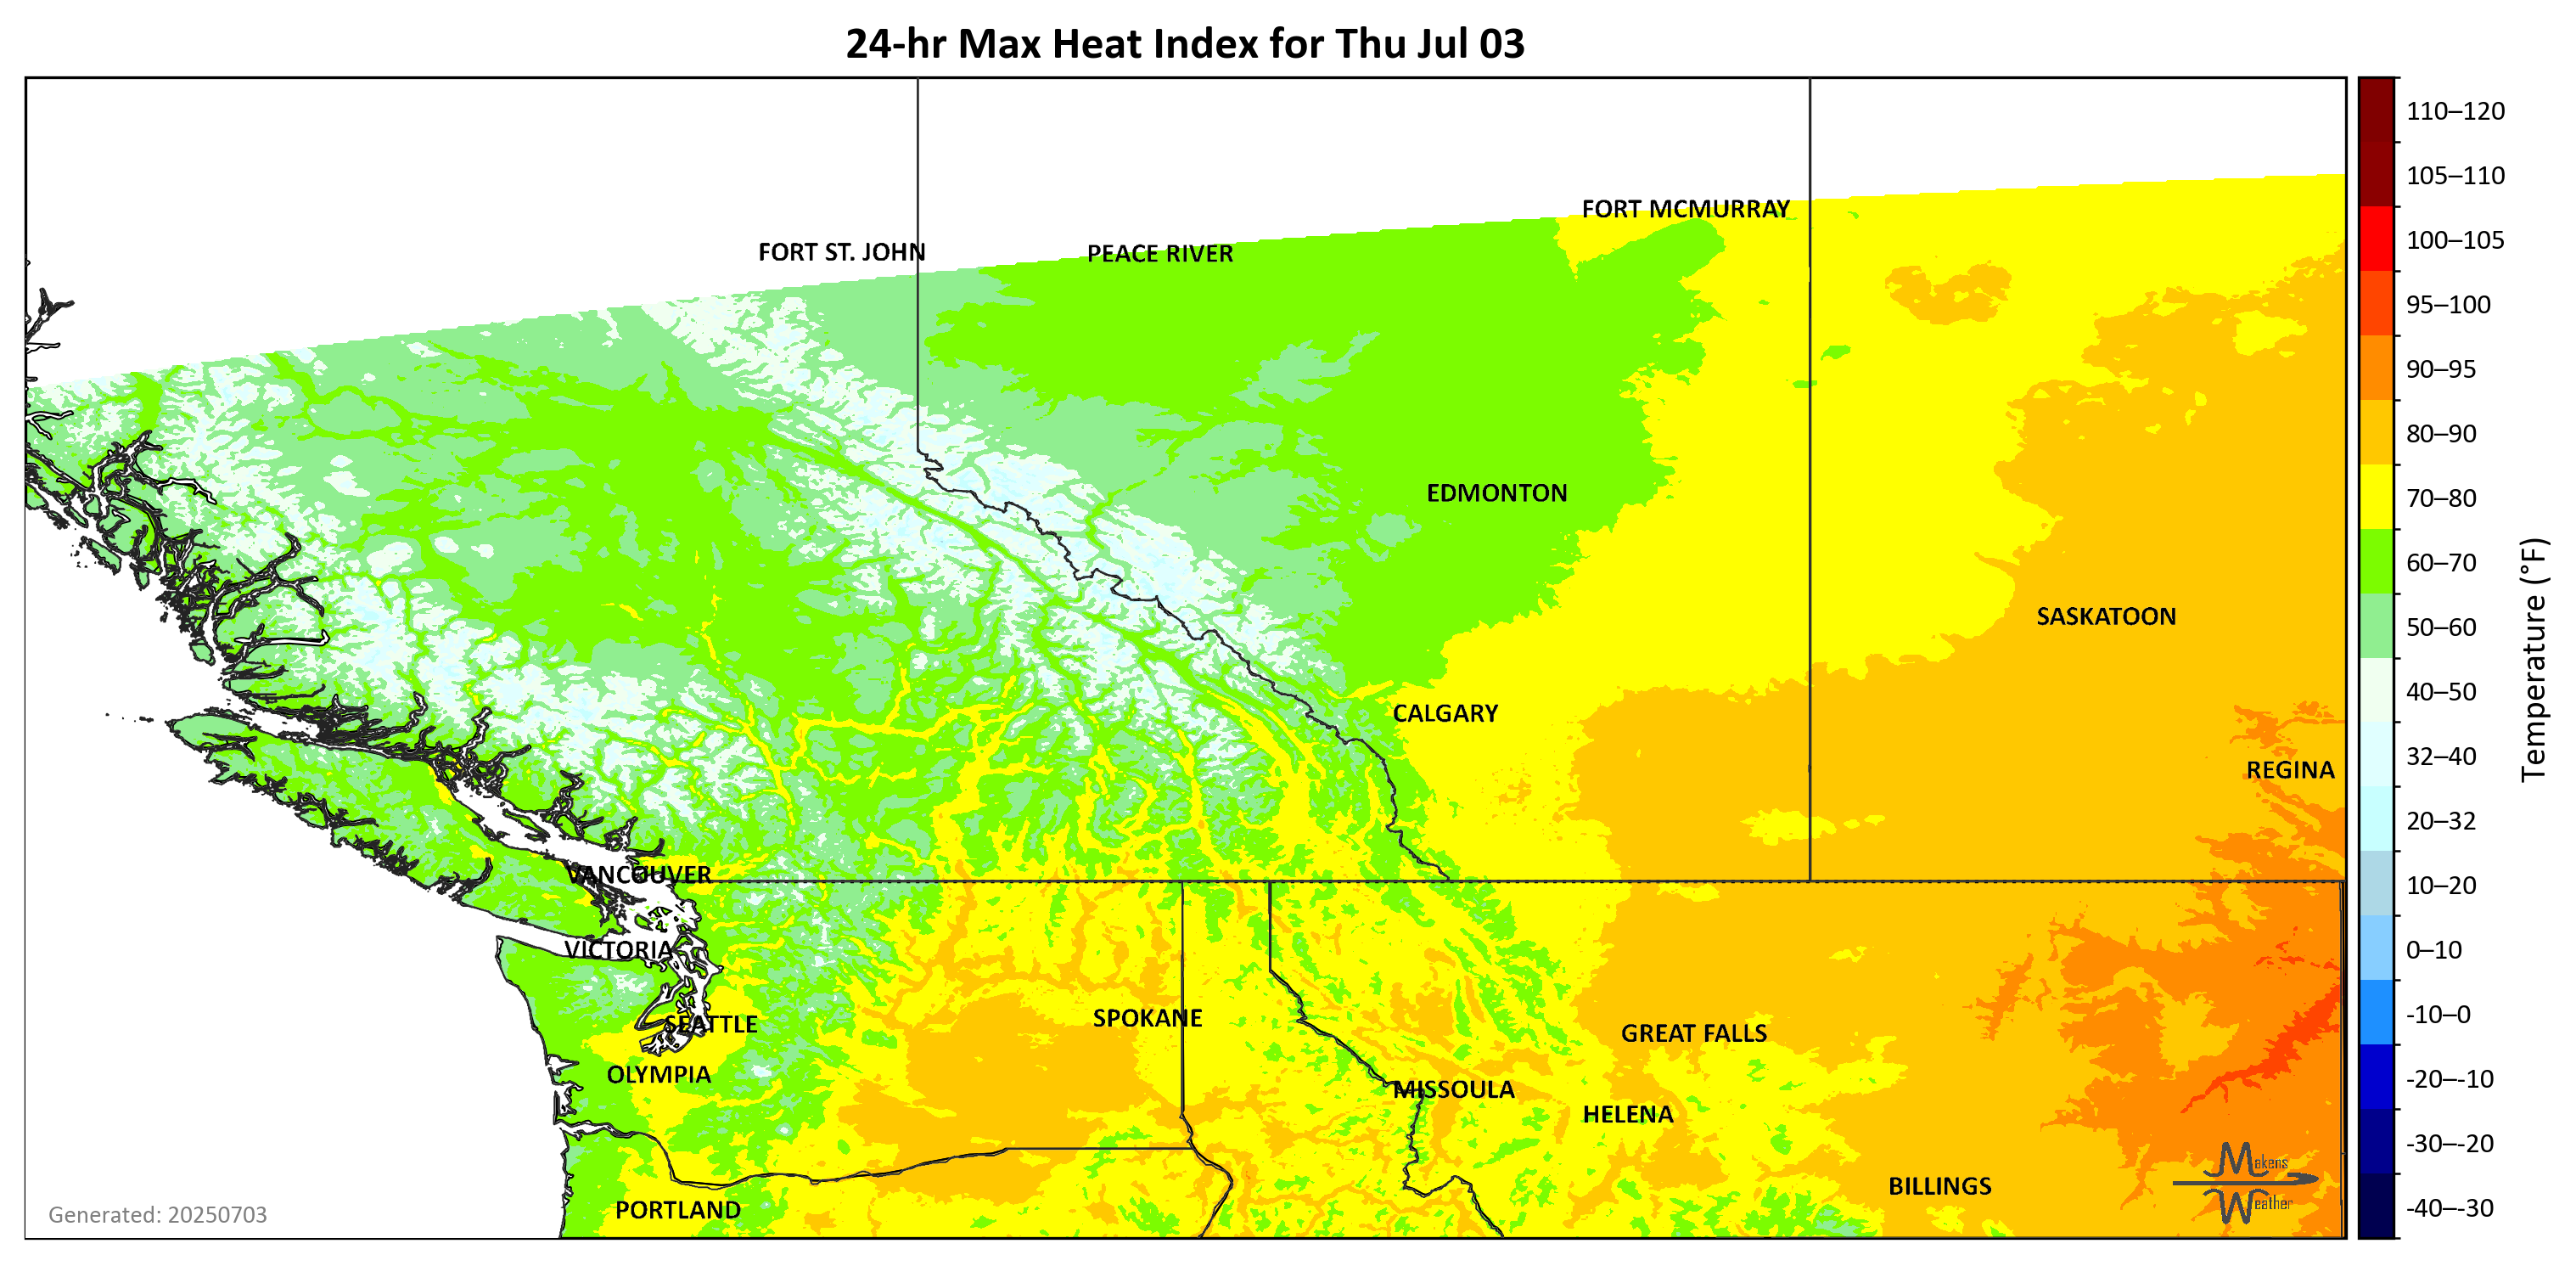 24-hr Max Heat Index for Thu Jul 03
FORT MCMURRAY
FORT ST. JOHN
PEACE RIVER
EDMONTON
SASKATOON
CALGARY
REGINA
VANCOUVER
VICTORIA
SPOKANE
SEATTLE
GREAT FALLS
OLYMPIA
MISSOULA
HELENA
BILLINGS
PORTLAND
Makens
Weather
Generated: 20250703
110–120
105–110
100–105
95–100
90–95
80–90
70–80
60–70
50–60
40–50
32–40
20–32
10–20
0–10
-10–0
-20–-10
-30–-20
-40–-30
Temperature (°F)